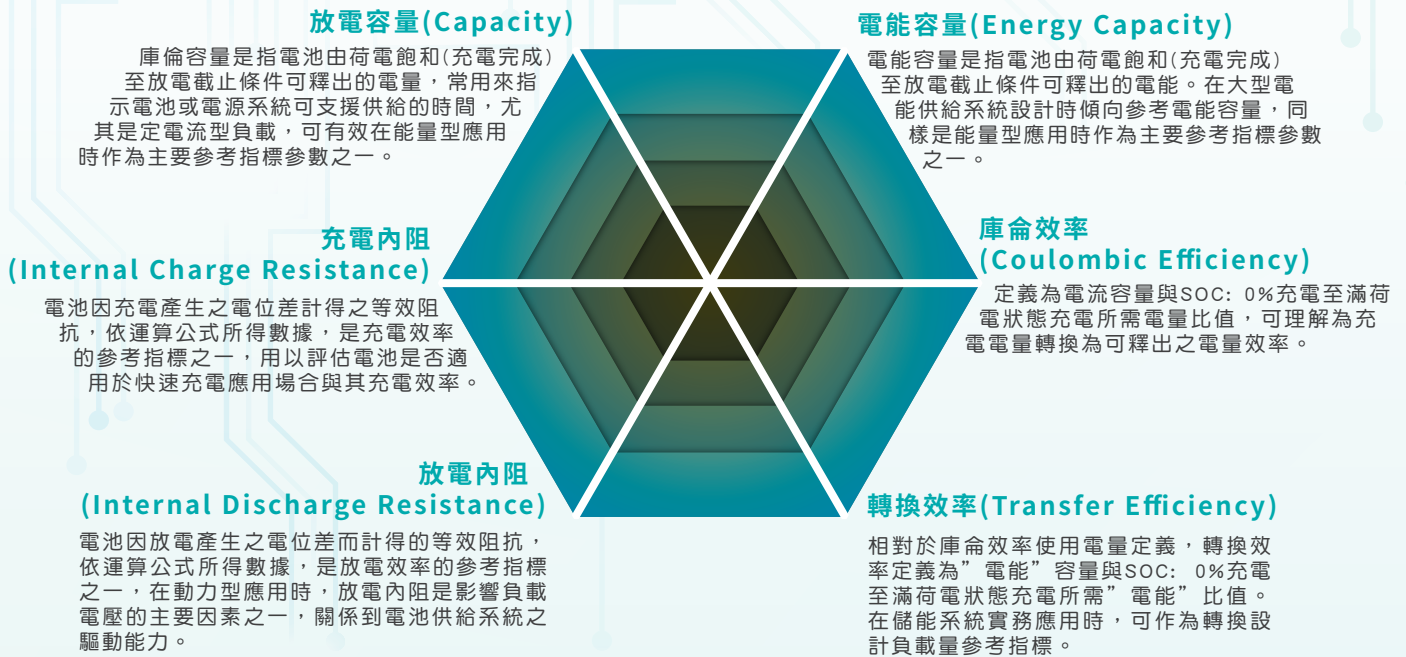 放電容量(Capacity)
庫倫容量是指電池由荷電飽和(充電完成)
至放電截止條件可釋出的電量，常用來指
示電池或電源系統可支援供給的時間，尤
其是定電流型負載，可有效在能量型應用
時作為主要參考指標參數之一。
電能容量(Energy Capacity)
電能容量是指電池由荷電飽和(充電完成)
至放電截止條件可釋出的電能。在大型電
能供給系統設計時傾向參考電能容量，同
樣是能量型應用時作為主要參考指標參數
之一。
充電內阻
(Internal Charge Resistance)
電池因充電產生之電位差計得之等效阻
抗，依運算公式所得數據，是充電效率
的參考指標之一，用以評估電池是否適
用於快速充電應用場合與其充電效率。
庫侖效率
(Coulombic Efficiency)
定義為電流容量與SOC: 0%充電至滿荷
電狀態充電所需電量比值，可理解為充
電電量轉換為可釋出之電量效率。
放電內阻
(Internal Discharge Resistance)
電池因放電產生之電位差而計得的等效阻抗，
依運算公式所得數據，是放電效率的參考指標
之一，在動力型應用時，放電內阻是影響負載
電壓的主要因素之一，關係到電池供給系統之
驅動能力。
轉換效率(Transfer Efficiency)
相對於庫侖效率使用電量定義，轉換效
率定義為”電能”容量與SOC: 0%充電
至滿荷電狀態充電所需”電能”比值。
在儲能系統實務應用時，可作為轉換設
計負載量參考指標。